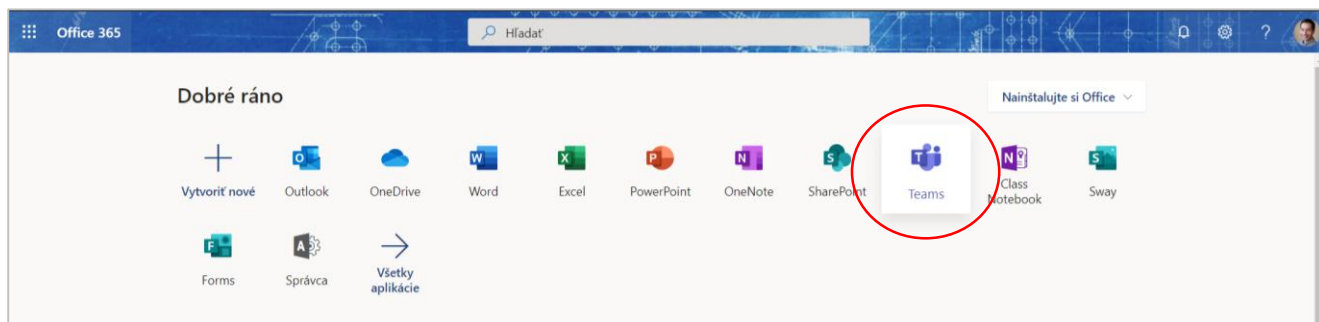 Office 365
Hľadať
?
Dobré ráno
Nainštalujte si Office
Vytvoriť nové
Outlook
OneDrive
Word
Excel
PowerPoint
OneNote
SharePoint
Teams
Class
Notebook
Sway
Forms
Správca
Všetky
aplikácie